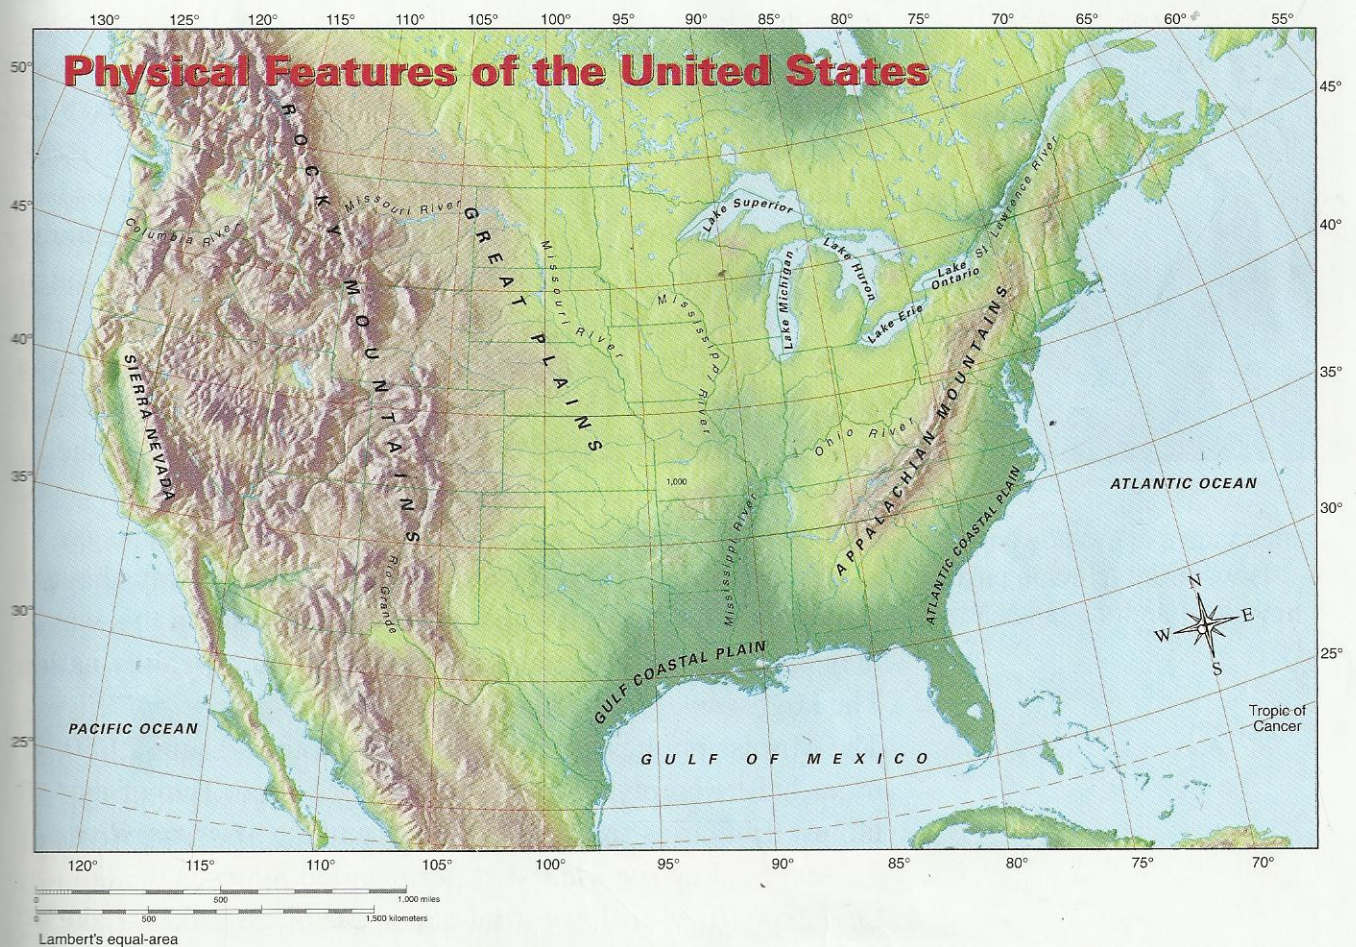 130° 125° 120° 115° 110° 105° 100° 95° 90° 85° 80° 75° 70° 65° 60° 55°
Physical Features of the United States
50°
45°
40°
35°
30°
25°
45°
40°
35°
30°
25°
ROCKY MOUNTAINS
Missouri River
Columbia River
GREAT PLAINS
Missouri River
Mississippi River
Lake Superior
Lake Michigan
Lake Huron
Lake Erie
Lake
Ontario
St. Lawrence River
SIERRA NEVADA
Ohio River
APPALACHIAN MOUNTAINS
1,000
Mississippi River
ATLANTIC COASTAL PLAIN
ATLANTIC OCEAN
Rio Grande
GULF COASTAL PLAIN
N
W E
S
PACIFIC OCEAN
GULF OF MEXICO
Tropic of
Cancer
120° 115° 110° 105° 100° 95° 90° 85° 80° 75° 70°
0 500 1,000 miles
0 500 1,500 kilometers
Lambert's equal-area